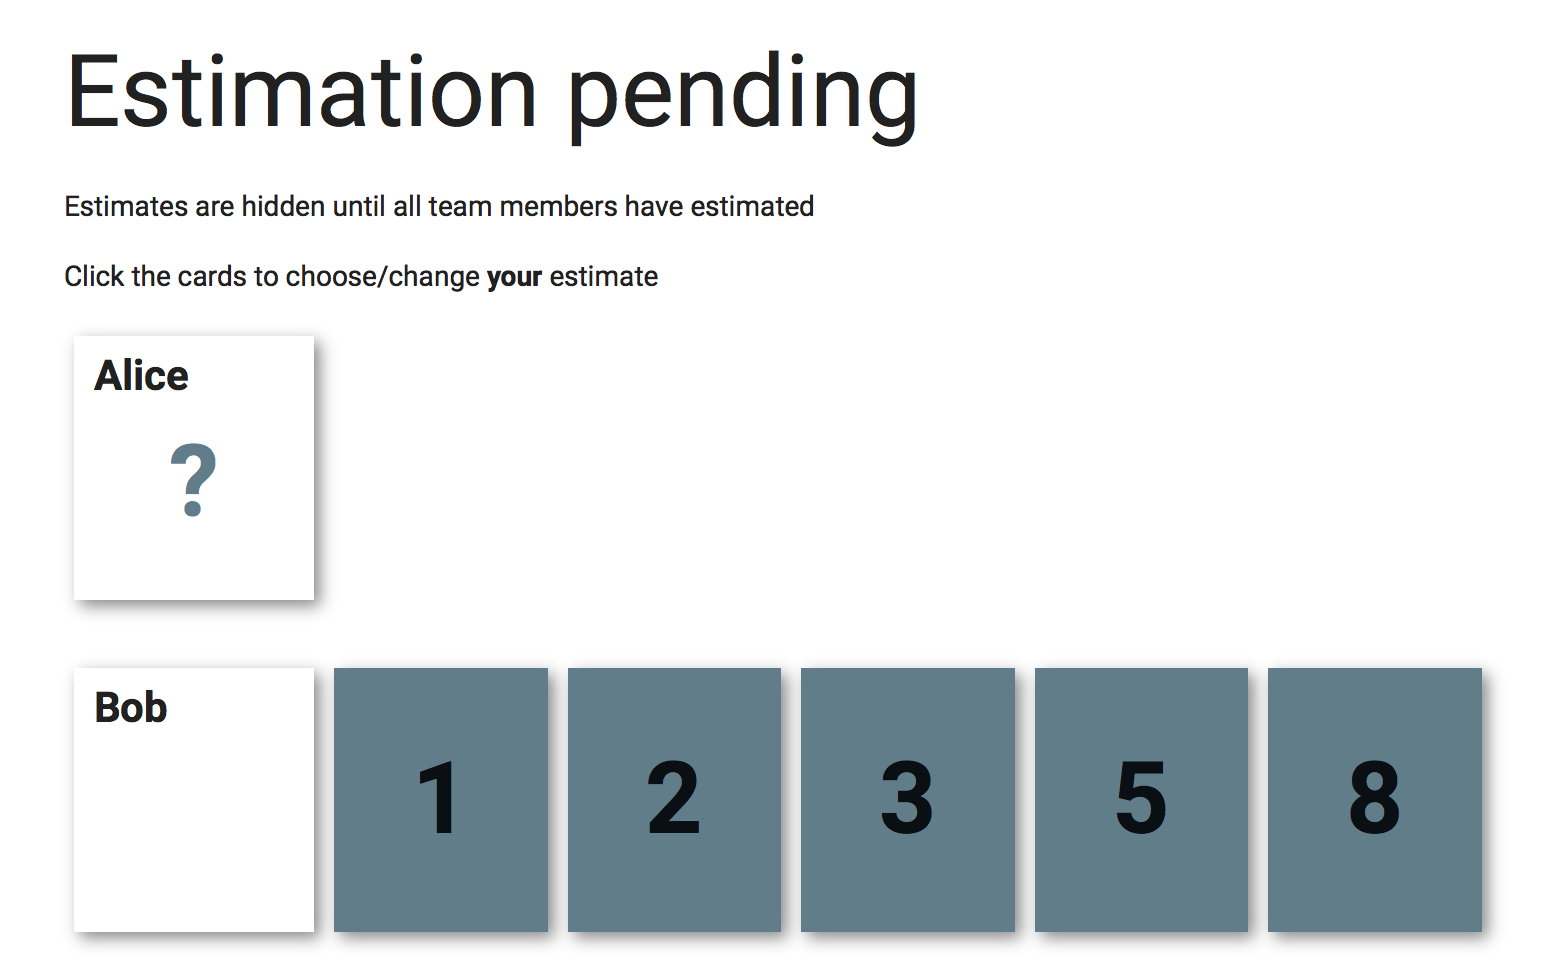 Estimation pending
Estimates are hidden until all team members have estimated
Click the cards to choose/change your estimate
Alice
?
Bob
1 2 3 5 8